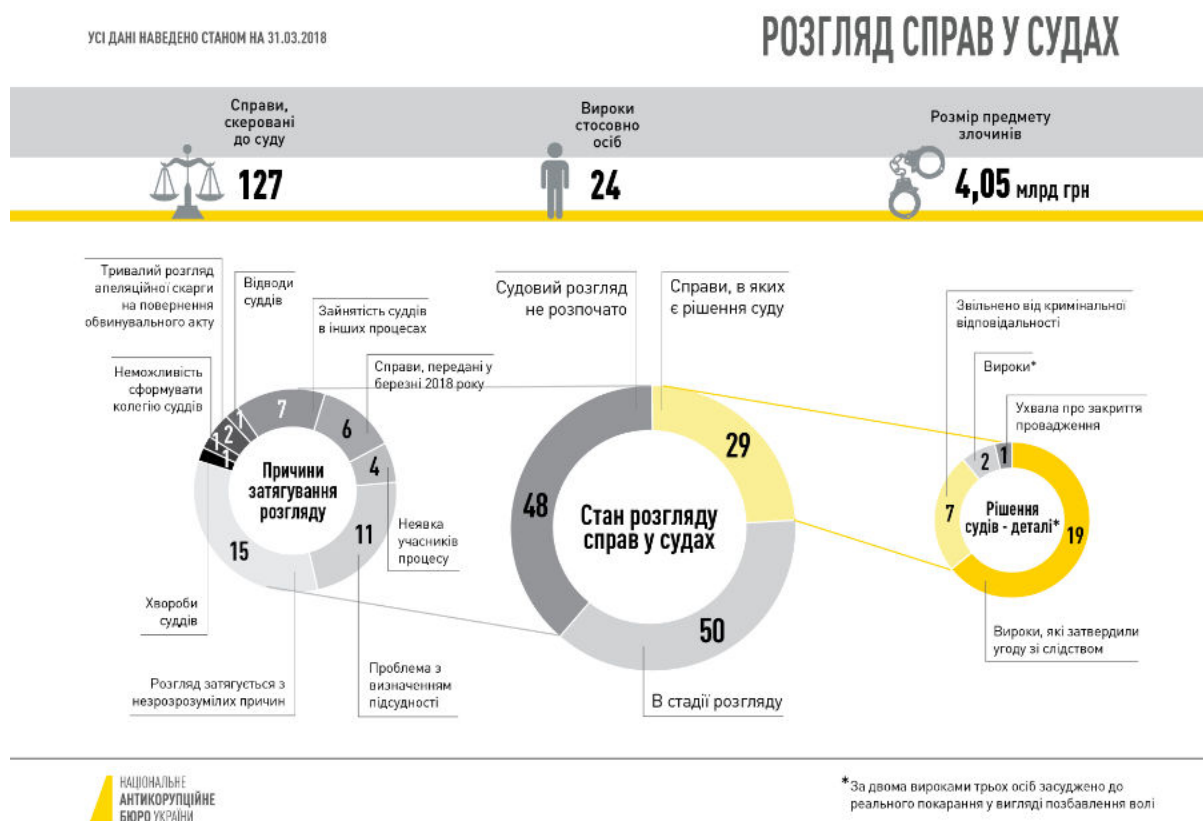 УСІ ДАНІ НАВЕДЕНО СТАНОМ НА 31.03.2018
РОЗГЛЯД СПРАВ У СУДАХ
Справи,
скеровані
до суду
127
Вироки
стосовно
осіб
24
Розмір предмету
злочинів
4,05 млрд грн
Тривалий розгляд
апеляційної скарги
на повернення
обвинувального акту
Відводи
суддів
Зайнятість суддів
в інших процесах
Неможливість
сформувати
колегію суддів
Справи, передані у
березні 2018 року
1
1
2
1
7
6
4
11
15
Причини
затягування
розгляду
Неявка
учасників
процесу
Хвороби
суддів
Розгляд затягується з
незрозрозумілих причин
Проблема з
визначенням
підсудності
Судовий розгляд
не розпочато
Справи, в яких
є рішення суду
48
29
50
Стан розгляду
справ у судах
В стадії розгляду
Звільнено від кримінальної
відповідальності
Вироки*
Ухвала про закриття
провадження
7
2
1
19
Рішення
судів - деталі*
Вироки, які затвердили
угоду зі слідством
НАЦІОНАЛЬНЕ
АНТИКОРУПЦІЙНЕ
БЮРО УКРАЇНИ
*За двома вироками трьох осіб засуджено до
реального покарання у вигляді позбавлення волі